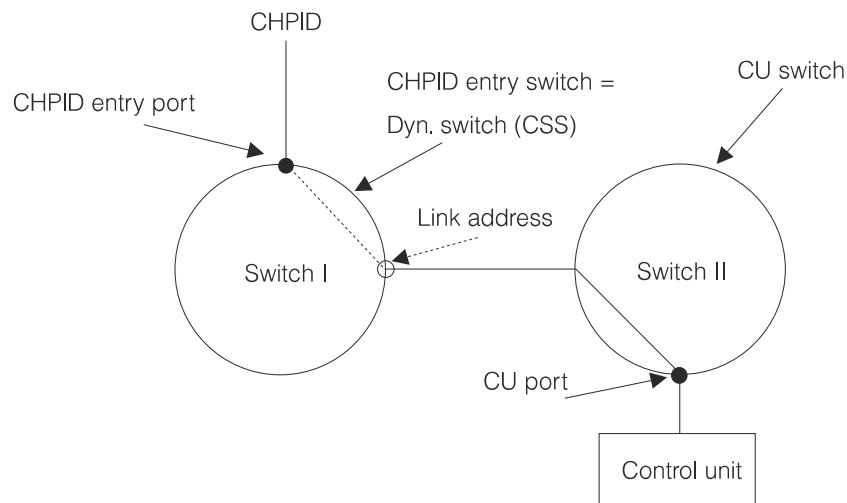 CHPID
CHPID entry port
CHPID entry switch =
Dyn. switch (CSS)
CU switch
Link address
Switch I
Switch II
CU port
Control unit